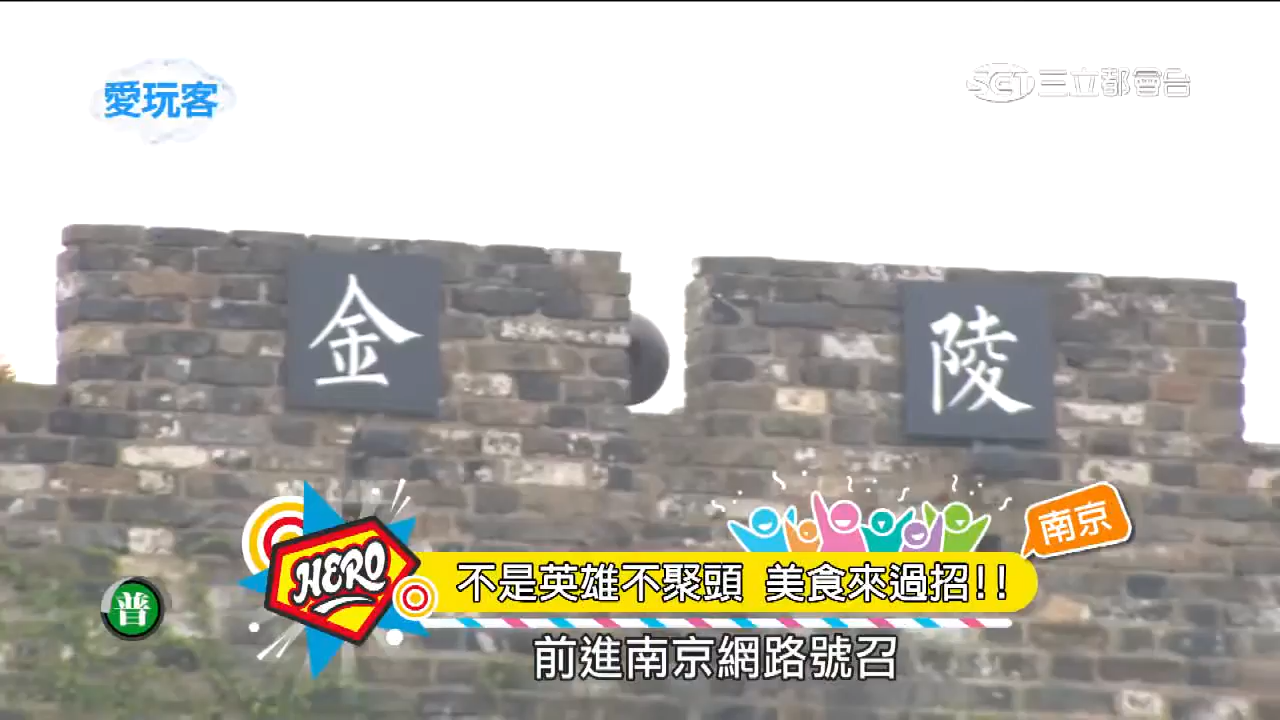 愛玩客
SET三立都會台
金
陵
南京
HERO
不是英雄不聚頭 美食來過招!!
普
前進南京網路號召